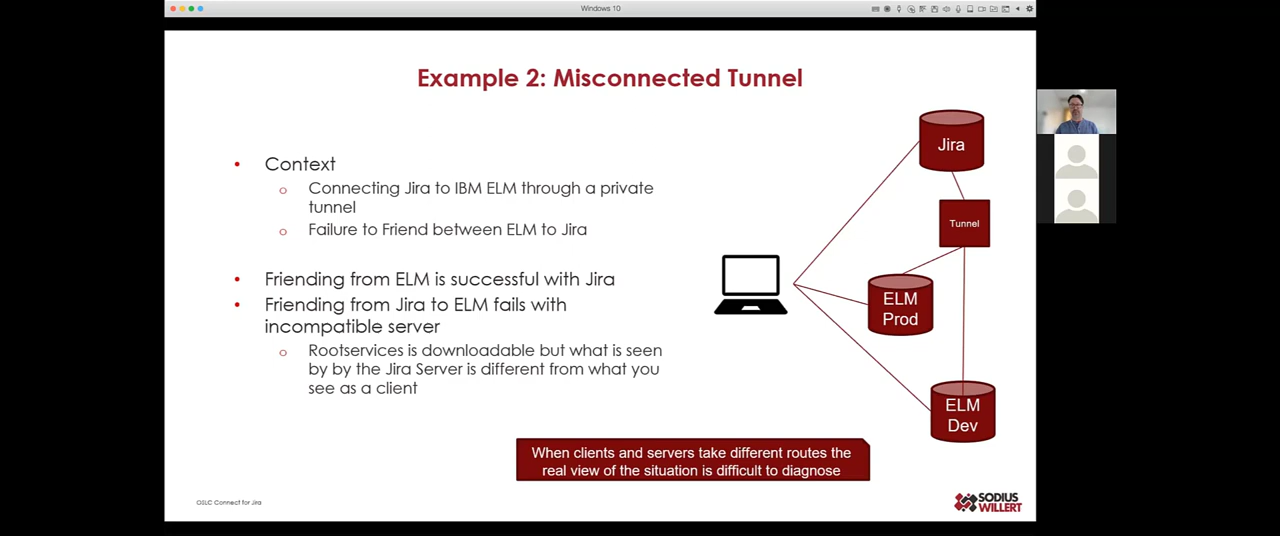 Windows 10
Example 2: Misconnected Tunnel
Context
Connecting Jira to IBM ELM through a private
tunnel
Failure to Friend between ELM to Jira
Friending from ELM is successful with Jira
Friending from Jira to ELM fails with
incompatible server
Rootservices is downloadable but what is seen
by by the Jira Server is different from what you
see as a client
Jira
Tunnel
ELM
Prod
ELM
Dev
When clients and servers take different routes the
real view of the situation is difficult to diagnose
OSLC Connect for Jira
SODIUS
WILLERT